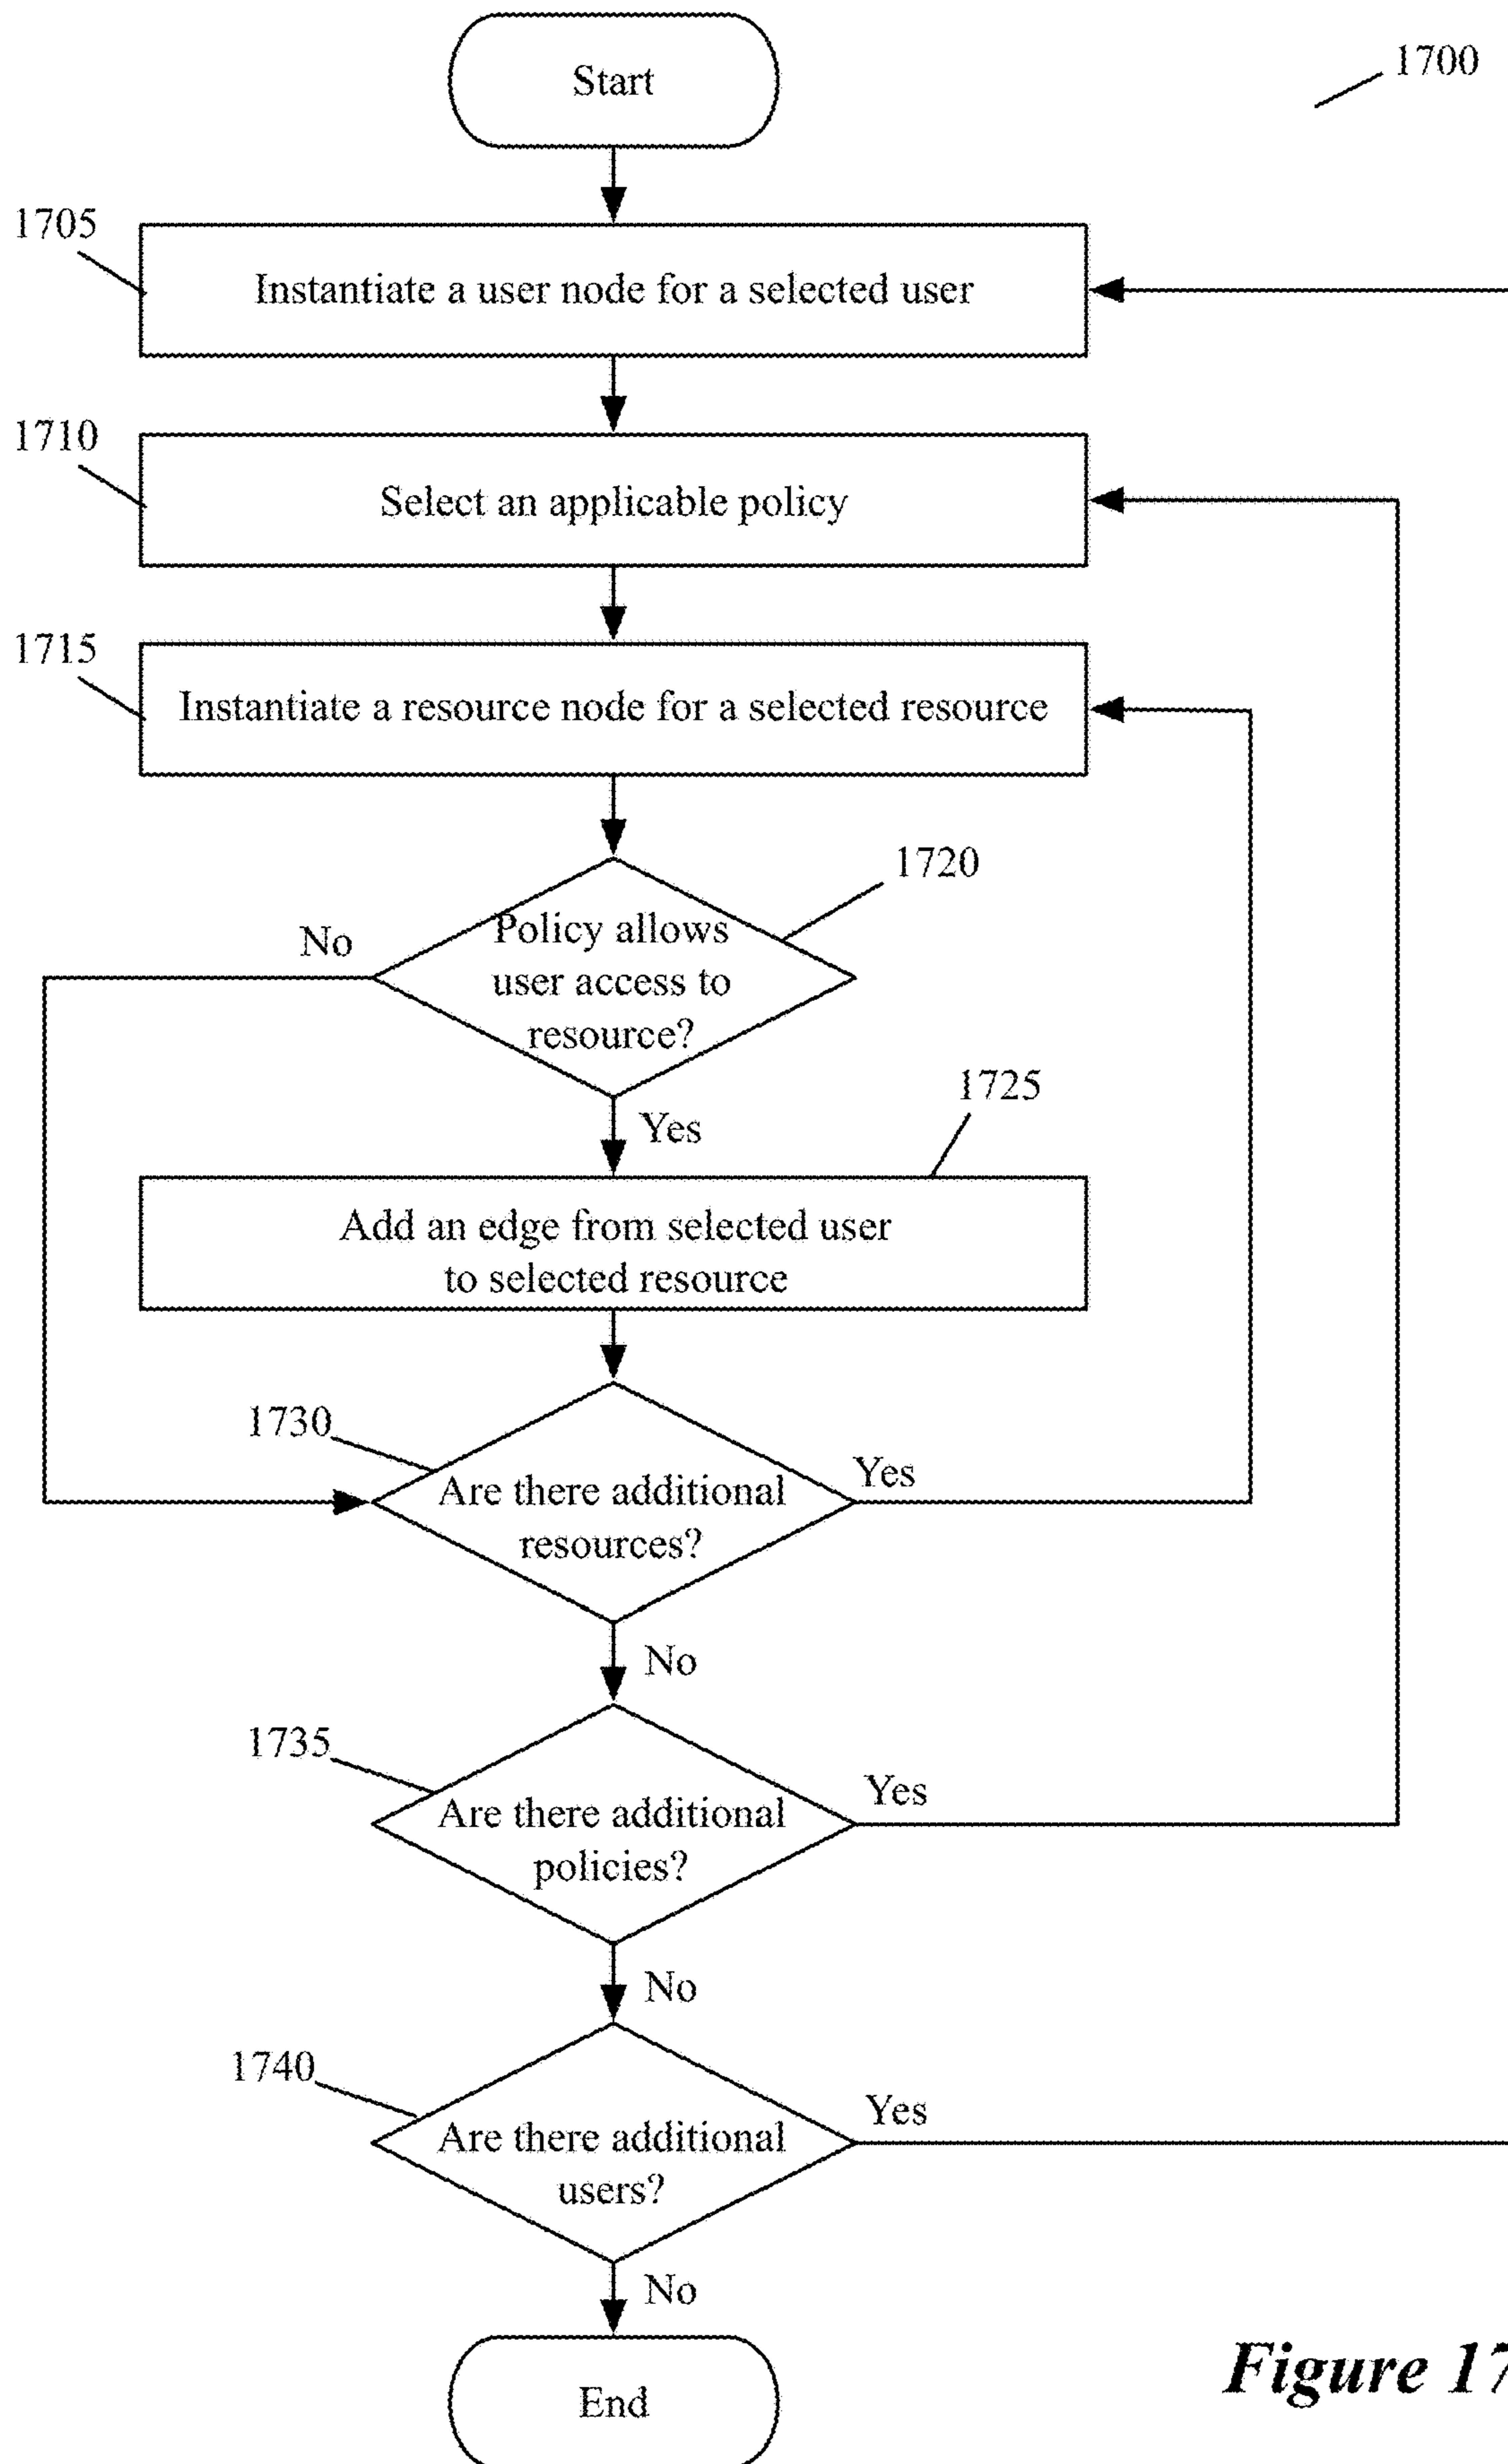 Start
1700
1705
Instantiate a user node for a selected user
1710
Select an applicable policy
1715
Instantiate a resource node for a selected resource
1720
No
Policy allows
user access to
resource?
1725
Yes
Add an edge from selected user
to selected resource
1730
Yes
Are there additional
resources?
No
1735
Yes
Are there additional
policies?
No
1740
Yes
Are there additional
users?
No
Figure 17
End